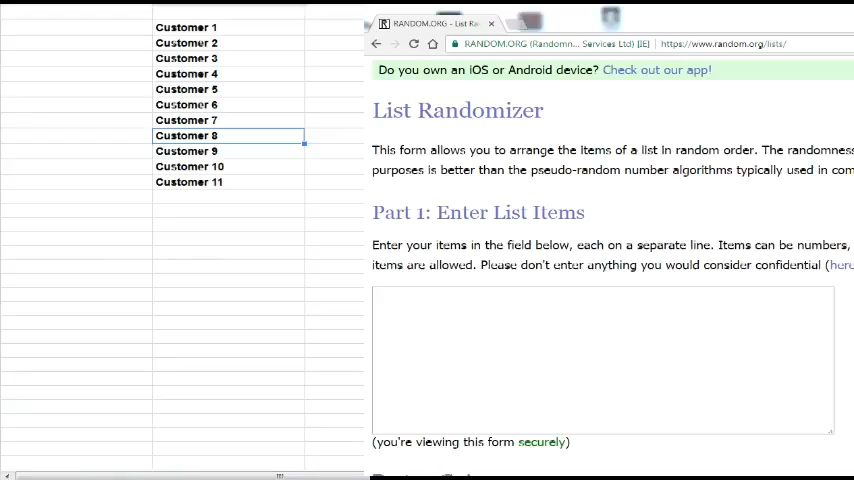 Customer 1
Customer 2
Customer 3
Customer 4
Customer 5
Customer 6
Customer 7
Customer 8
Customer 9
Customer 10
Customer 11
RANDOM.ORG - List Ra
RANDOM.ORG (Randomn... Services Ltd) [IE] https://www.random.org/lists/
Do you own an iOS or Android device? Check out our app!
List Randomizer
This form allows you to arrange the items of a list in random order. The randomness
purposes is better than the pseudo-random number algorithms typically used in com
Part 1: Enter List Items
Enter your items in the field below, each on a separate line. Items can be numbers,
items are allowed. Please don't enter anything you would consider confidential (here
(you're viewing this form securely)